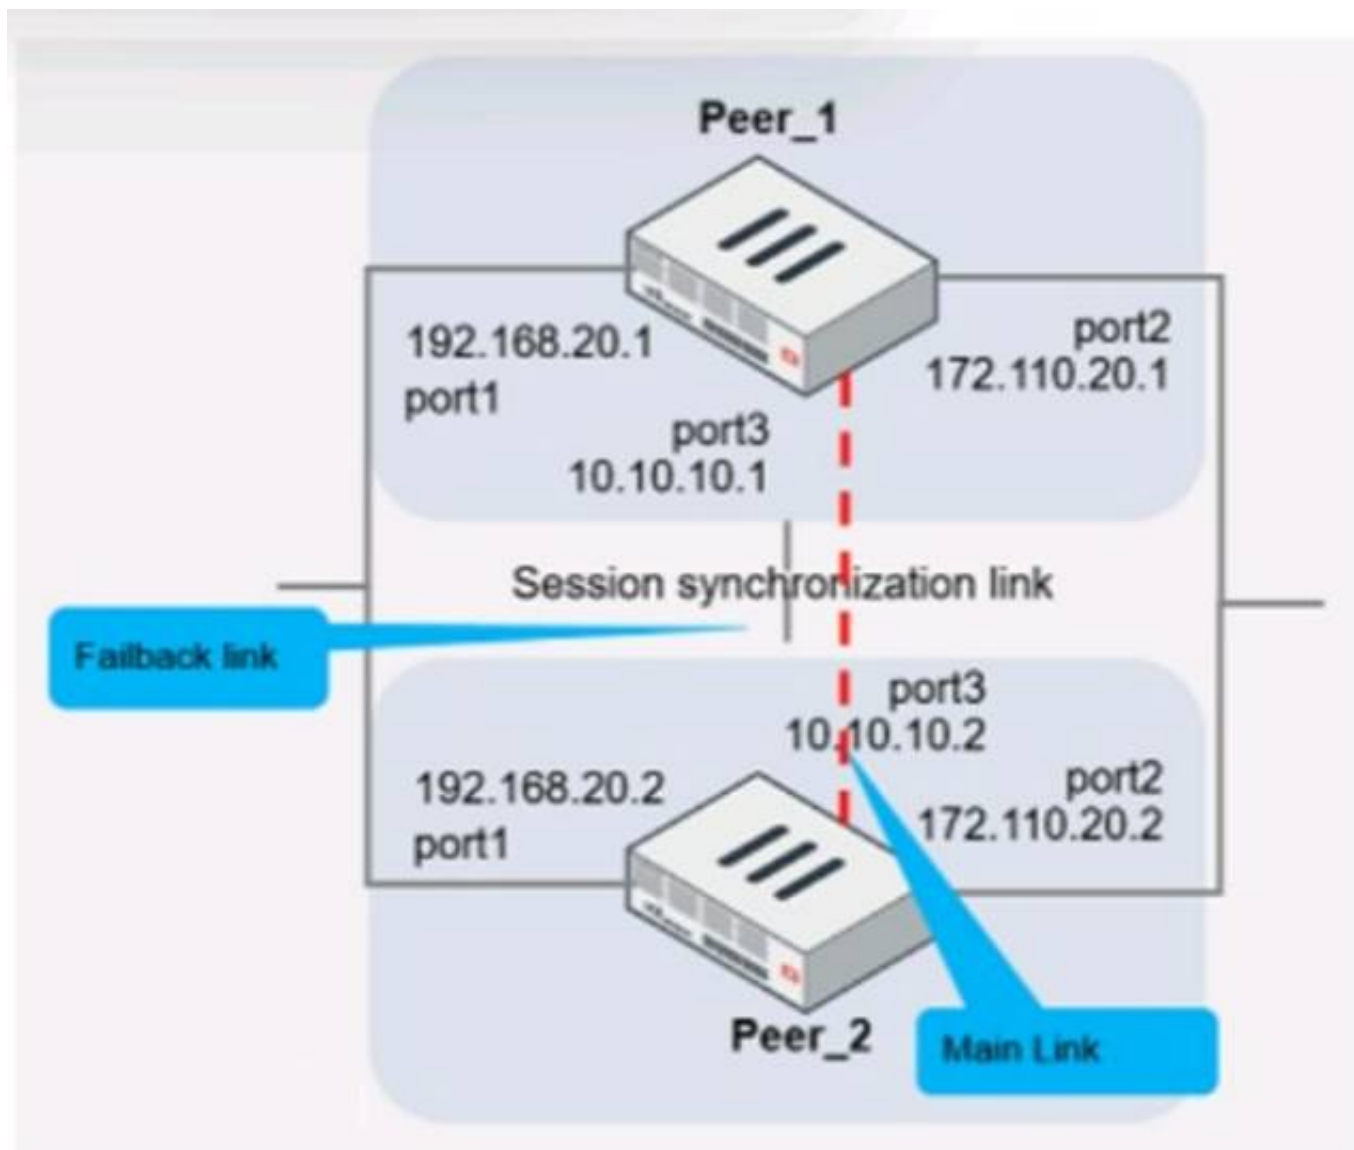 Peer_1
192.168.20.1
port1
port2
172.110.20.1
port3
10.10.10.1
Session synchronization link
Failback link
port3
10.10.10.2
192.168.20.2
port1
port2
172.110.20.2
Peer_2
Main Link